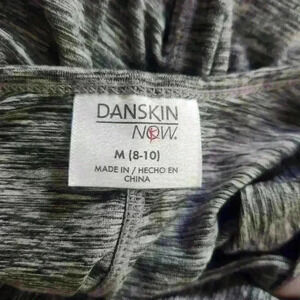 DANSKIN
NOW.
M (8-10)
MADE IN / HECHO EN
CHINA